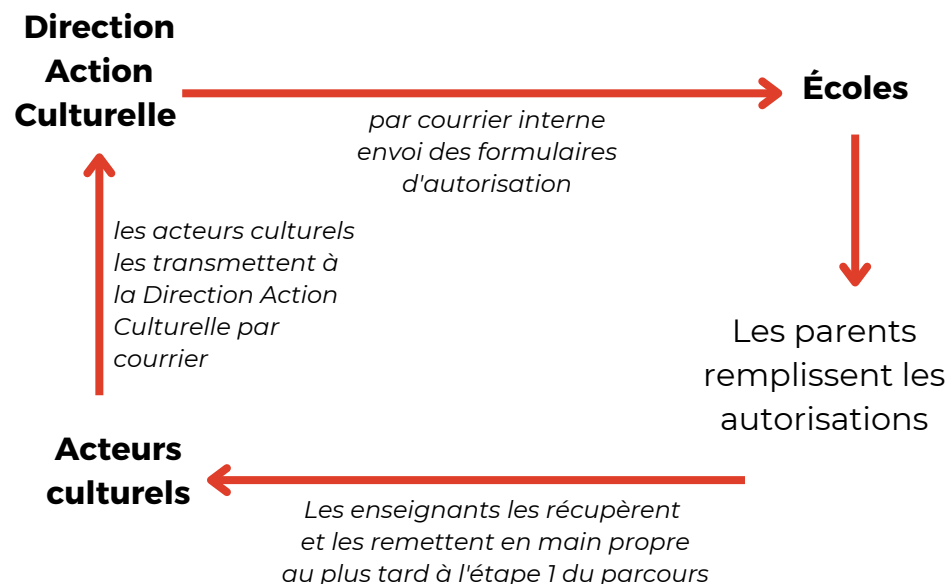 Direction
Action
Culturelle
par courrier interne
envoi des formulaires
d'autorisation
Écoles
Les parents
remplissent les
autorisations
Les enseignants les récupèrent
et les remettent en main propre
au plus tard à l'étape 1 du parcours
Acteurs
culturels
les acteurs culturels
les transmettent à
la Direction Action
Culturelle par
courrier